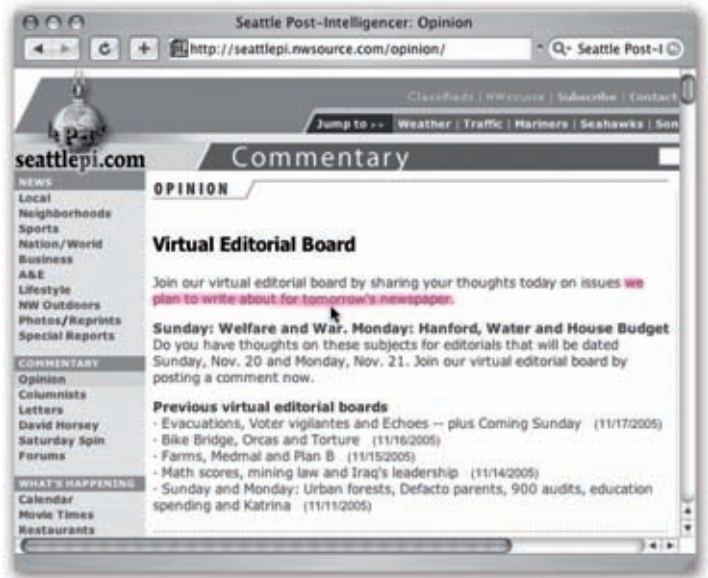 Seattle Post-Intelligencer: Opinion
http://seattlepi.nwsource.com/opinion/
Seattle Post-I
Classifieds | NWsource | Subscribe | Contact
Jump to >> Weather | Traffic | Mariners | Seahawks | Son
P-I
seattlepi.com
Commentary
NEWS
Local
Neighborhoods
Sports
Nation/World
Business
A&E
Lifestyle
NW Outdoors
Photos/Reprints
Special Reports
COMMENTARY
Opinion
Columnists
Letters
David Horsey
Saturday Spin
Forums
WHAT'S HAPPENING
Calendar
Movie Times
Restaurants
OPINION
Virtual Editorial Board
Join our virtual editorial board by sharing your thoughts today on issues we
plan to write about for tomorrow's newspaper.
Sunday: Welfare and War. Monday: Hanford, Water and House Budget
Do you have thoughts on these subjects for editorials that will be dated
Sunday, Nov. 20 and Monday, Nov. 21. Join our virtual editorial board by
posting a comment now.
Previous virtual editorial boards
- Evacuations, Voter vigilantes and Echoes -- plus Coming Sunday (11/17/2005)
- Bike Bridge, Orcas and Torture (11/16/2005)
- Farms, Medmal and Plan B (11/15/2005)
- Math scores, mining law and Iraq's leadership (11/14/2005)
- Sunday and Monday: Urban forests, Defacto parents, 900 audits, education
spending and Katrina (11/11/2005)